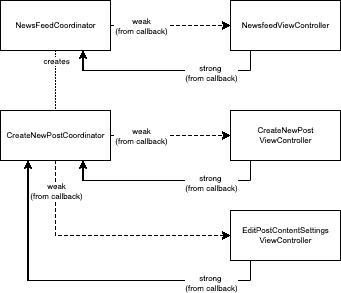 NewsFeedCoordinator
weak
(from callback)
NewsfeedViewController
strong
(from callback)
creates
CreateNewPostCoordinator
weak
(from callback)
CreateNewPost
ViewController
strong
(from callback)
weak
(from callback)
EditPostContentSettings
ViewController
strong
(from callback)